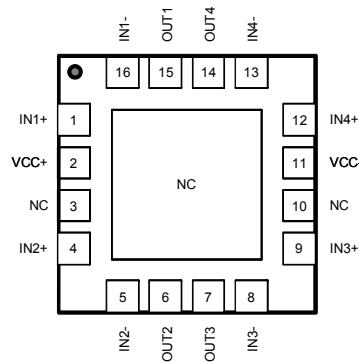 IN1-
OUT1
OUT4
IN4-
16
15
14
13
IN1+
1
12
IN4+
VCC+
2
11
VCC-
NC
3
NC
10
NC
IN2+
4
9
IN3+
5
6
7
8
IN2-
OUT2
OUT3
IN3-